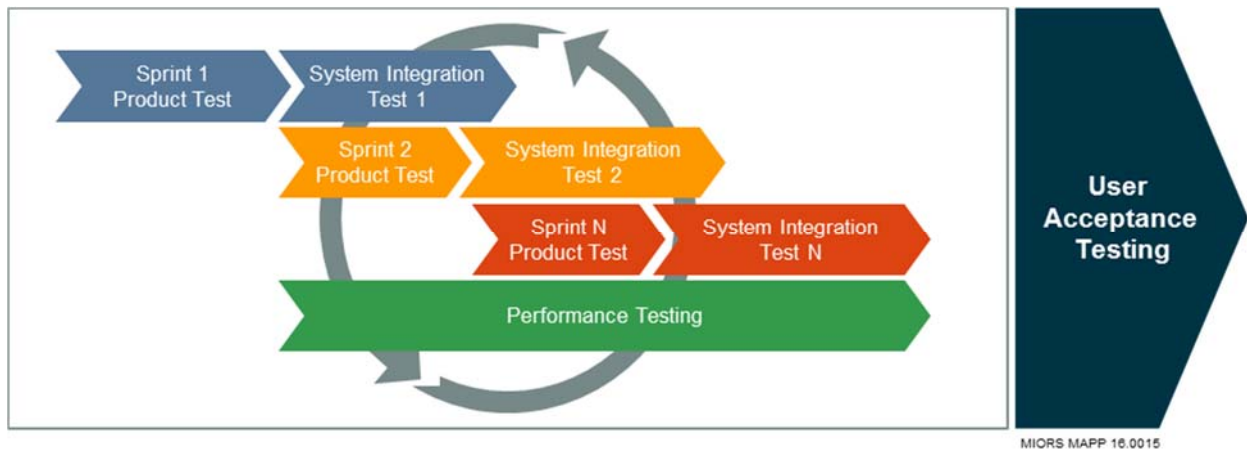 Sprint 1
Product Test
System Integration
Test 1
Sprint 2
Product Test
System Integration
Test 2
Sprint N
Product Test
System Integration
Test N
Performance Testing
User
Acceptance
Testing
MIORS MAPP 16.0015